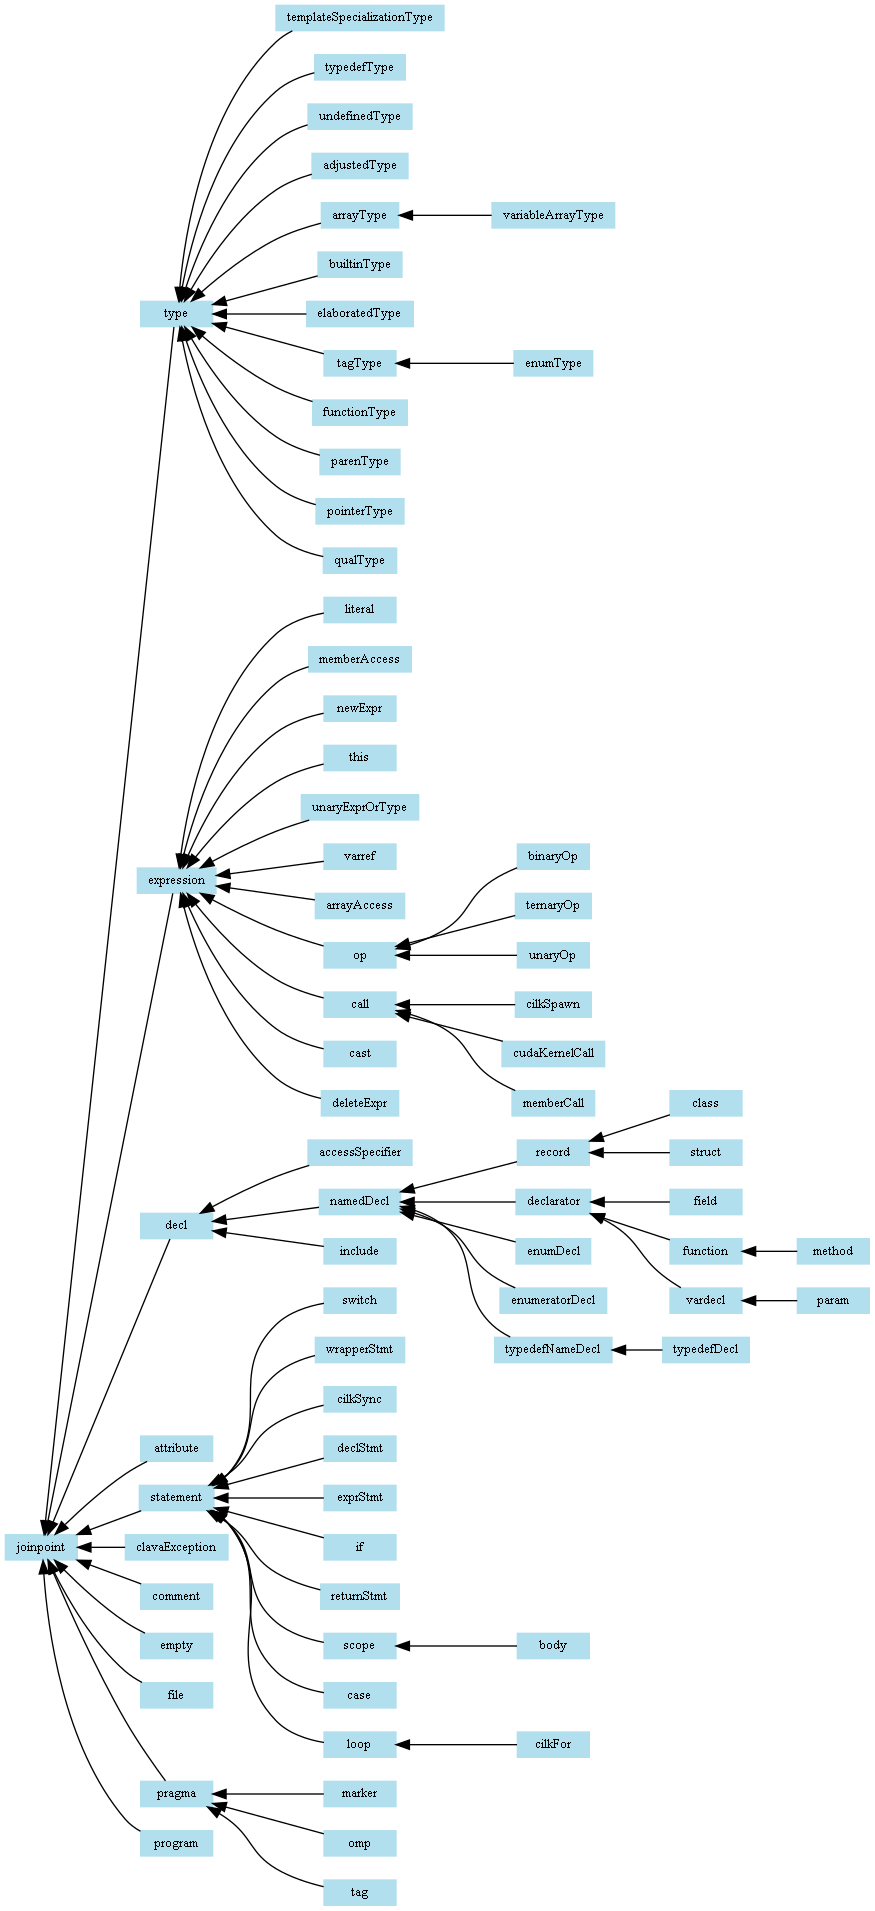 templateSpecializationType
typedefType
undefinedType
adjustedType
arrayType
variableArrayType
builtinType
type
elaboratedType
tagType
enumType
functionType
parenType
pointerType
qualType
literal
memberAccess
newExpr
this
unaryExprOrType
varref
binaryOp
expression
arrayAccess
ternaryOp
op
unaryOp
call
cilkSpawn
cast
cudaKernelCall
deleteExpr
memberCall
class
accessSpecifier
record
struct
namedDecl
declarator
field
decl
include
enumDecl
function
method
switch
enumeratorDecl
vardecl
param
wrapperStmt
typedefNameDecl
typedefDecl
cilkSync
attribute
declStmt
statement
exprStmt
joinpoint
clavaException
if
comment
returnStmt
empty
scope
body
file
case
loop
cilkFor
pragma
marker
program
omp
tag